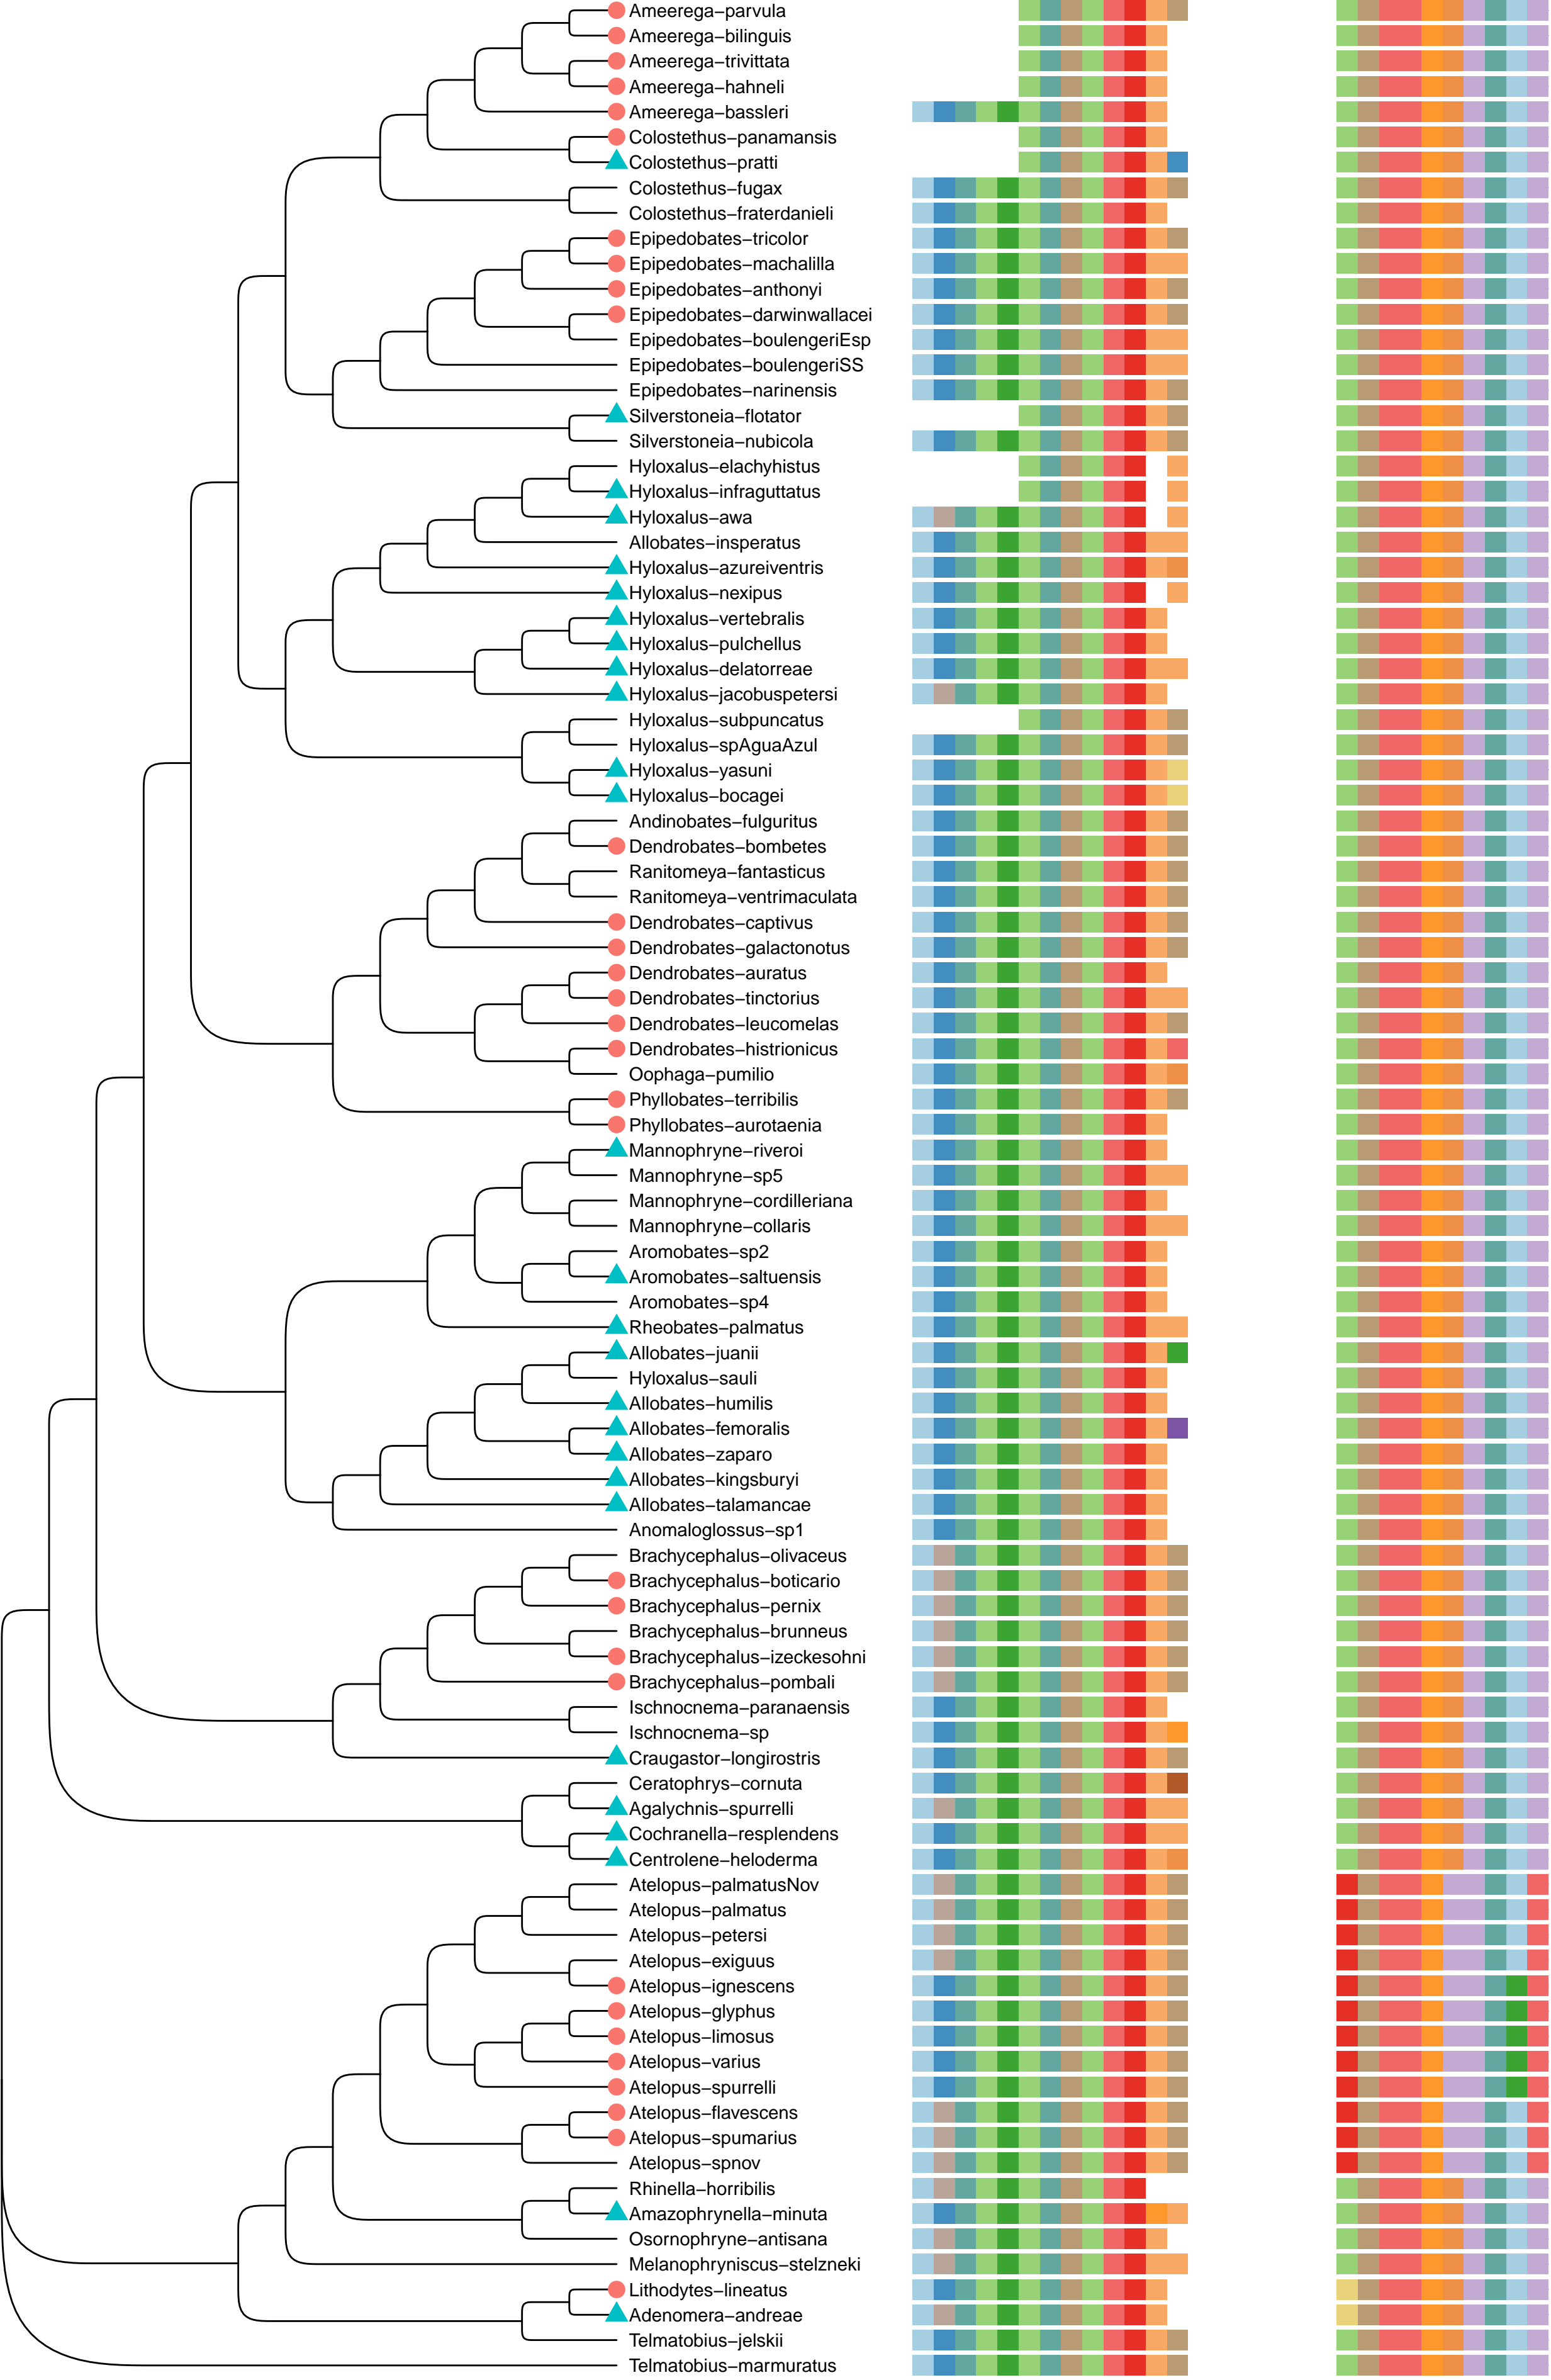 Ameerega−parvula
Ameerega−bilinguis
Ameerega−trivittata
Ameerega−hahneli
Ameerega−bassleri
Colostethus−panamansis
Colostethus−pratti
Colostethus−fugax
Colostethus−fraterdanieli
Epipedobates−tricolor
Epipedobates−machalilla
Epipedobates−anthonyi
Epipedobates−darwinwallacei
Epipedobates−boulengeriEsp
Epipedobates−boulengeriSS
Epipedobates−narinensis
Silverstoneia−flotator
Silverstoneia−nubicola
Hyloxalus−elachyhistus
Hyloxalus−infraguttatus
Hyloxalus−awa
Allobates−insperatus
Hyloxalus−azureiventris
Hyloxalus−nexipus
Hyloxalus−vertebralis
Hyloxalus−pulchellus
Hyloxalus−delatorreae
Hyloxalus−jacobuspetersi
Hyloxalus−subpuncatus
Hyloxalus−spAguaAzul
Hyloxalus−yasuni
Hyloxalus−bocagei
Andinobates−fulguritus
Dendrobates−bombetes
Ranitomeya−fantasticus
Ranitomeya−ventrimaculata
Dendrobates−captivus
Dendrobates−galactonotus
Dendrobates−auratus
Dendrobates−tinctorius
Dendrobates−leucomelas
Dendrobates−histrionicus
Oophaga−pumilio
Phyllobates−terribilis
Phyllobates−aurotaenia
Mannophryne−riveroi
Mannophryne−sp5
Mannophryne−cordilleriana
Mannophryne−collaris
Aromobates−sp2
Aromobates−saltuensis
Aromobates−sp4
Rheobates−palmatus
Allobates−juanii
Hyloxalus−sauli
Allobates−humilis
Allobates−femoralis
Allobates−zaparo
Allobates−kingsburyi
Allobates−talamancae
Anomaloglossus−sp1
Brachycephalus−olivaceus
Brachycephalus−boticario
Brachycephalus−pernix
Brachycephalus−brunneus
Brachycephalus−izeckesohni
Brachycephalus−pombali
Ischnocnema−paranaensis
Ischnocnema−sp
Craugastor−longirostris
Ceratophrys−cornuta
Agalychnis−spurrelli
Cochranella−resplendens
Centrolene−heloderma
Atelopus−palmatusNov
Atelopus−palmatus
Atelopus−petersi
Atelopus−exiguus
Atelopus−ignescens
Atelopus−glyphus
Atelopus−limosus
Atelopus−varius
Atelopus−spurrelli
Atelopus−flavescens
Atelopus−spumarius
Atelopus−spnov
Rhinella−horribilis
Amazophrynella−minuta
Osornophryne−antisana
Melanophryniscus−stelzneki
Lithodytes−lineatus
Adenomera−andreae
Telmatobius−jelskii
Telmatobius−marmuratus